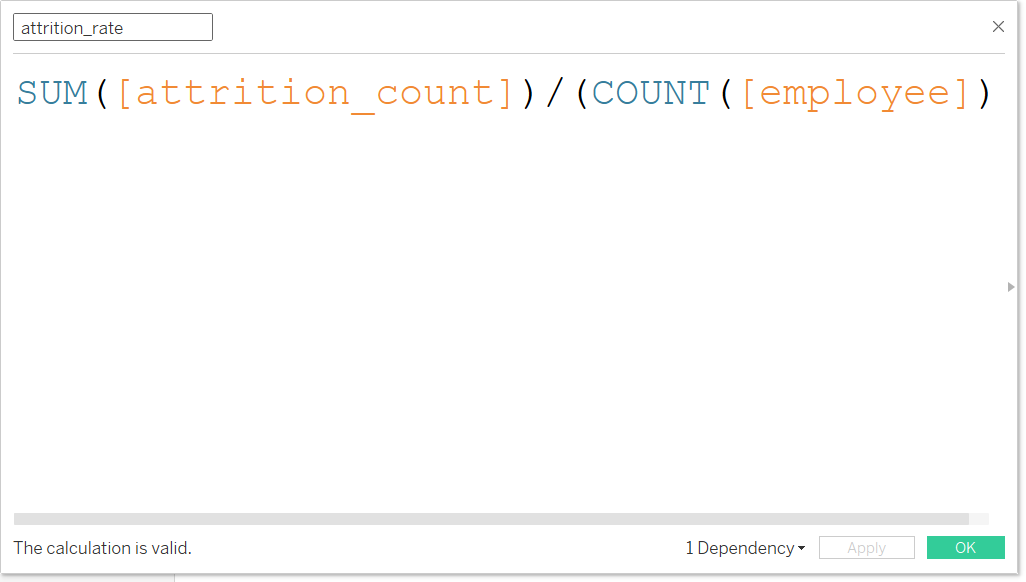 attrition_rate
SUM([attrition_count])/(COUNT([employee])
The calculation is valid.
1 Dependency
Apply
OK